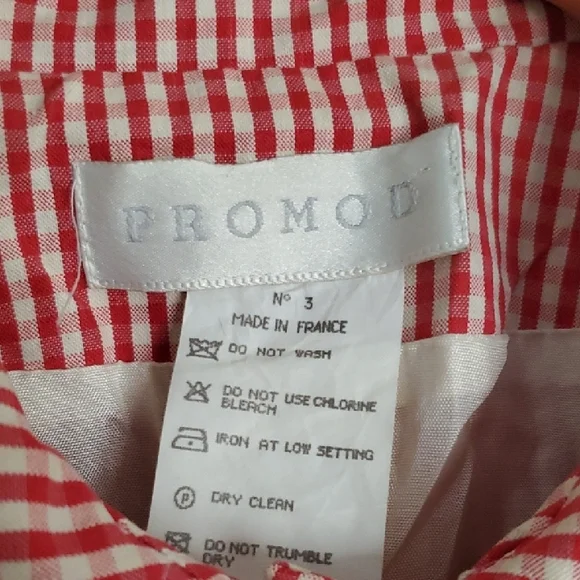 PROMOD
N° 3
MADE IN FRANCE
DO NOT WASH
DO NOT USE CHLORINE
BLEACH
IRON AT LOW SETTING
P DRY CLEAN
DO NOT TRUMBLE
DRY